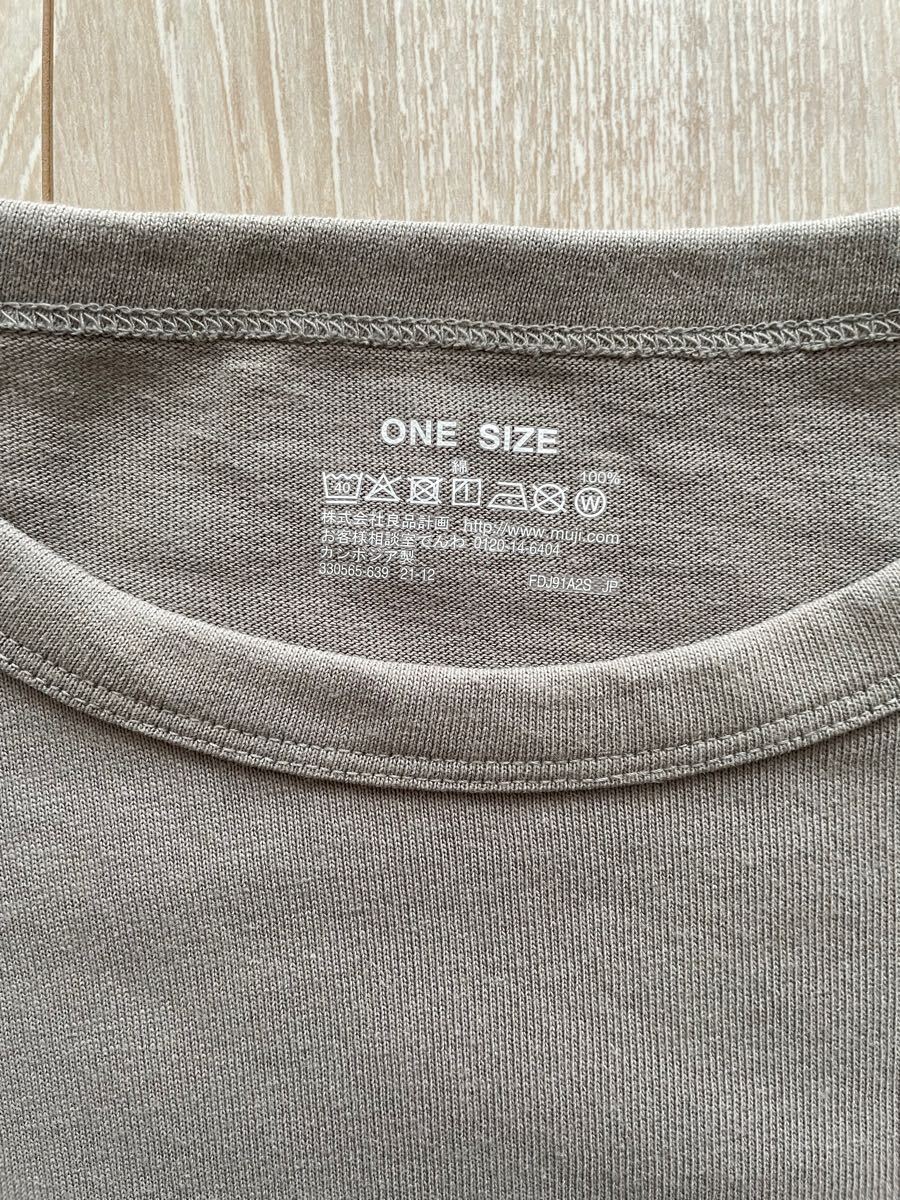 ONE SIZE
綿 100%
40 W
株式会社良品計画 http://www.muji.com
お客様相談室でんわ 0120-14-6404
カンボジア製
330565-639 21-12 FDJ91A2S JP